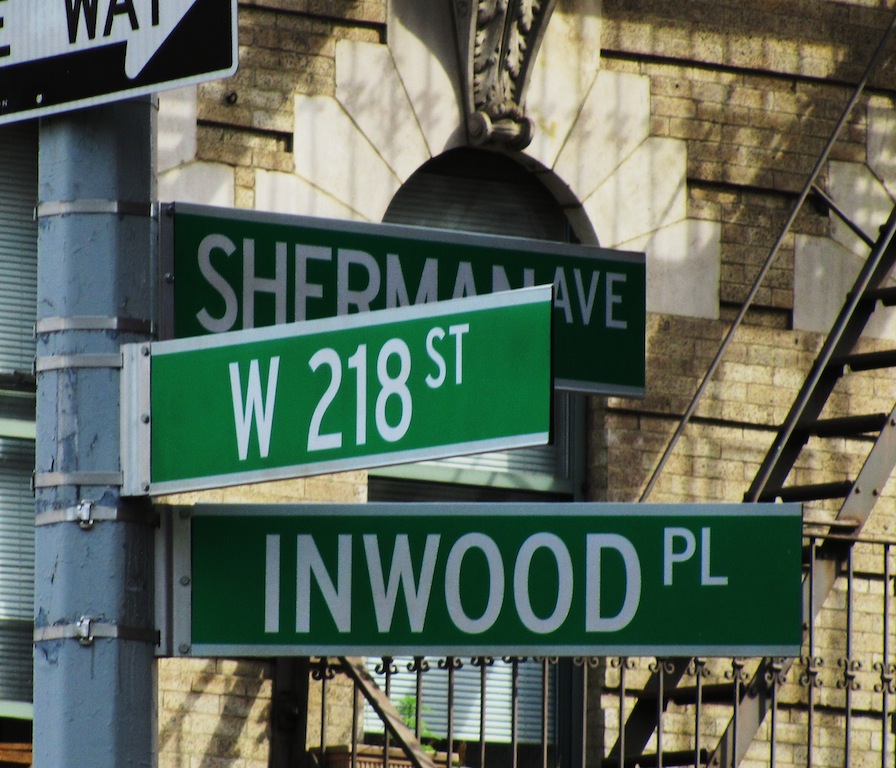 WAY
SHERMAN AVE
W 218 ST
INWOOD PL